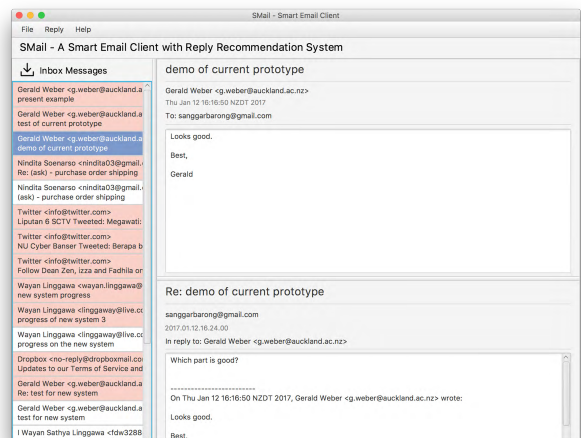 SMail - Smart Email Client
File Reply Help
SMail - A Smart Email Client with Reply Recommendation System
Inbox Messages
Gerald Weber <g.weber@auckland.a
present example
Gerald Weber <g.weber@auckland.a
test of current prototype
Gerald Weber <g.weber@auckland.a
demo of current prototype
Nindita Soenarso <nindita03@gmail.
Re: (ask) - purchase order shipping
Nindita Soenarso <nindita03@gmail.
(ask) - purchase order shipping
Twitter <info@twitter.com>
Liputan 6 SCTV Tweeted: Megawati:
Twitter <info@twitter.com>
NU Cyber Banser Tweeted: Berapa b
Twitter <info@twitter.com>
Follow Dean Zen, izza and Fadhila or
Wayan Linggawa <wayan.linggawa@
new system progress
Wayan Linggawa <linggaway@live.co
progress of new system 3
Wayan Linggawa <linggaway@live.co
progress on the new system
Dropbox <no-reply@dropboxmail.co
Updates to our Terms of Service and
Gerald Weber <g.weber@auckland.a
Re: test for new system
Gerald Weber <g.weber@auckland.a
test for new system
I Wayan Sathya Linggawa <fdw3288
demo of current prototype
Gerald Weber <g.weber@auckland.ac.nz>
Thu Jan 12 16:16:50 NZDT 2017
To: sanggarbarong@gmail.com
Looks good.
Best,
Gerald
Re: demo of current prototype
sanggarbarong@gmail.com
2017.01.12.16.24.00
In reply to: Gerald Weber <g.weber@auckland.ac.nz>
Which part is good?
-------------------------
On Thu Jan 12 16:16:50 NZDT 2017, Gerald Weber <g.weber@auckland.ac.nz> wrote:
Looks good.
Best,